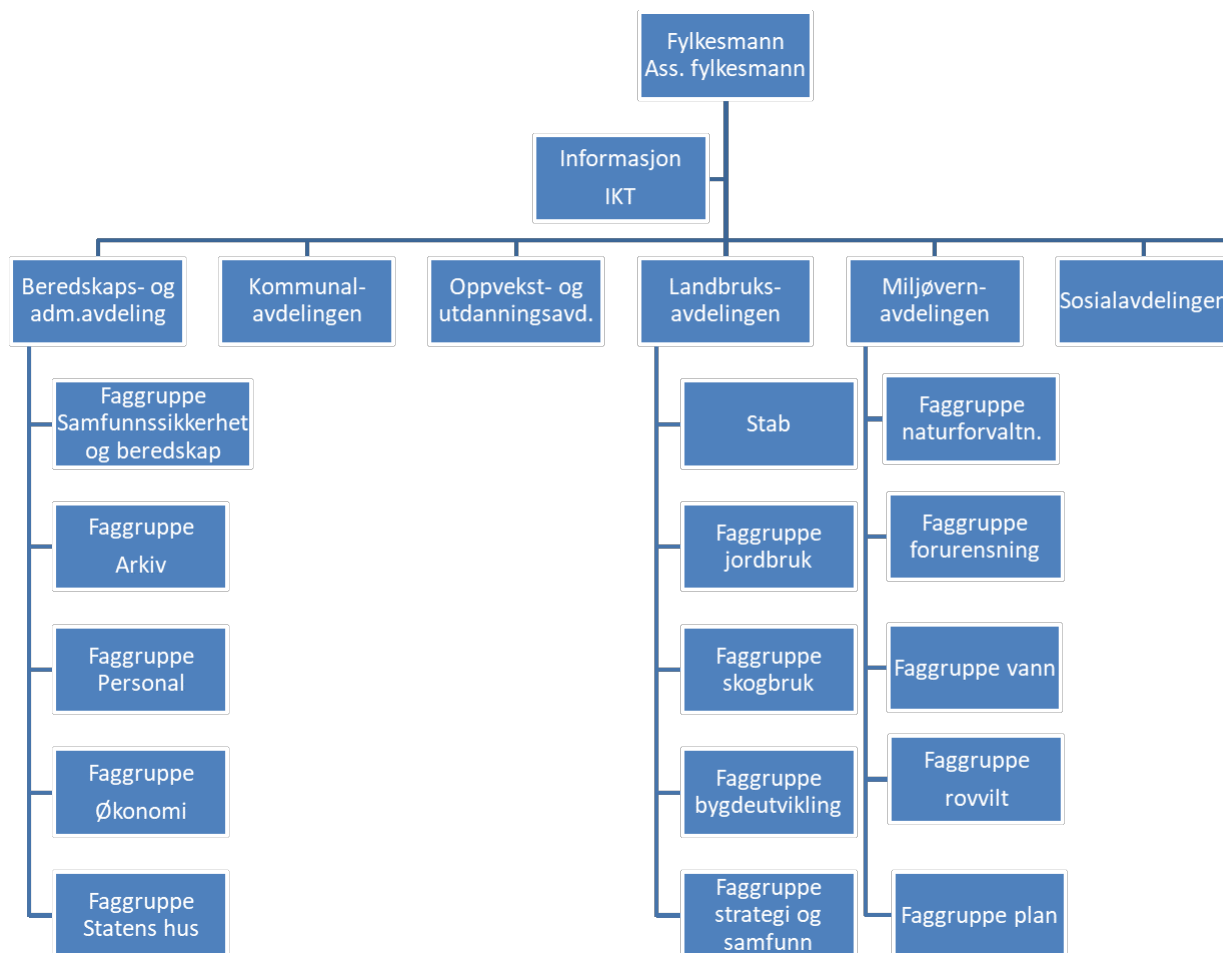 Fylkesmann
Ass. fylkesmann
Informasjon
IKT
Beredskaps- og
adm.avdeling
Kommunal-
avdelingen
Oppvekst- og
utdanningsavd.
Landbruks-
avdelingen
Miljøvern-
avdelingen
Sosialavdelingen
Faggruppe
Samfunnssikkerhet
og beredskap
Faggruppe
Arkiv
Faggruppe
Personal
Faggruppe
Økonomi
Faggruppe
Statens hus
Stab
Faggruppe
jordbruk
Faggruppe
skogbruk
Faggruppe
bygdeutvikling
Faggruppe
strategi og
samfunn
Faggruppe
naturforvaltn.
Faggruppe
forurensning
Faggruppe vann
Faggruppe
rovvilt
Faggruppe plan